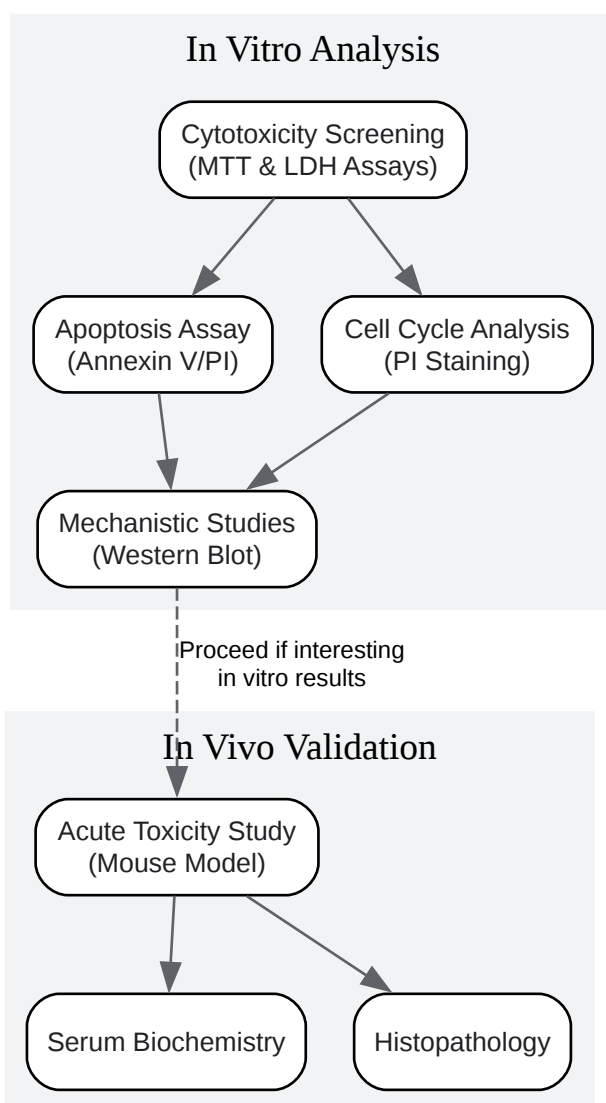 In Vitro Analysis
Cytotoxicity Screening
(MTT & LDH Assays)
Apoptosis Assay
(Annexin V/PI)
Cell Cycle Analysis
(PI Staining)
Mechanistic Studies
(Western Blot)
Proceed if interesting
in vitro results
In Vivo Validation
Acute Toxicity Study
(Mouse Model)
Serum Biochemistry
Histopathology